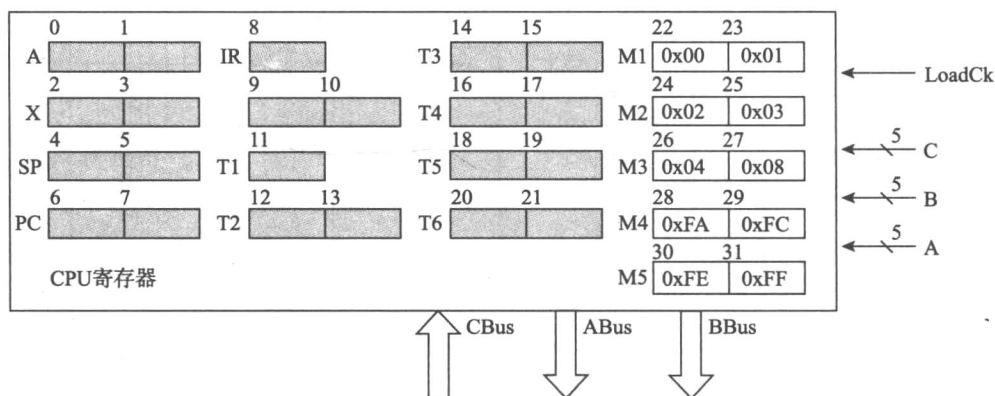 0 1 8 14 15 22 23
A IR T3 M1 0x00 0x01
LoadCk
2 3 9 10 16 17 24 25
X T4 M2 0x02 0x03
4 5 11 18 19 26 27
SP T1 T5 M3 0x04 0x08
5 C
6 7 12 13 20 21 28 29
PC T2 T6 M4 0xFA 0xFC
5 B
5 A
30 31
CPU寄存器 M5 0xFE 0xFF
CBus ABus BBus